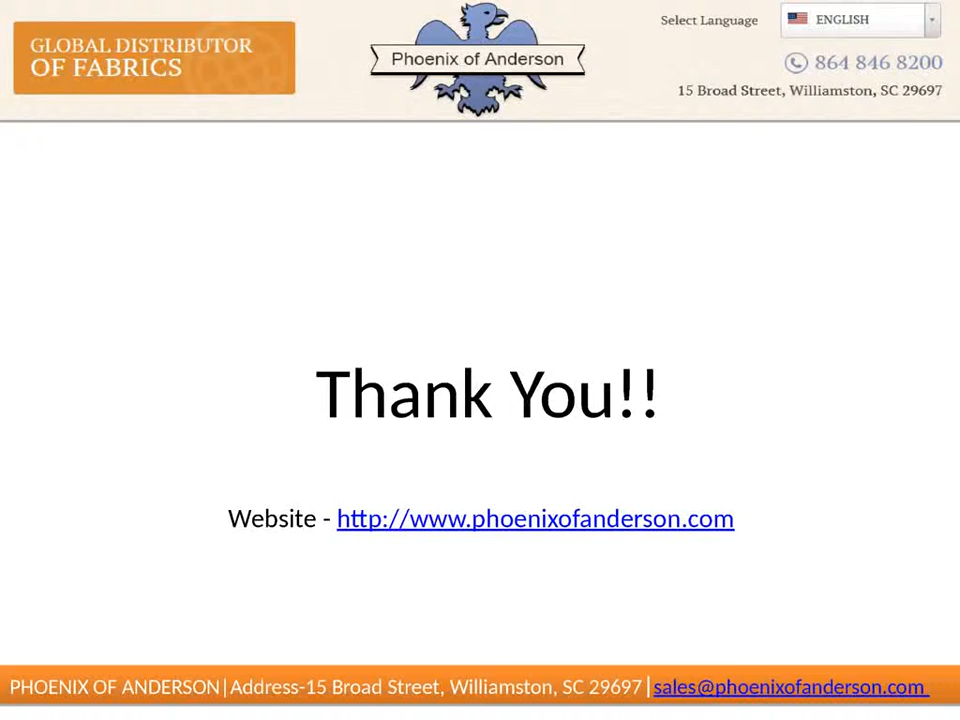 GLOBAL DISTRIBUTOR
OF FABRICS
Phoenix of Anderson
Select Language ENGLISH
864 846 8200
15 Broad Street, Williamston, SC 29697
Thank You!!
Website - http://www.phoenixofanderson.com
PHOENIX OF ANDERSON|Address-15 Broad Street, Williamston, SC 29697|sales@phoenixofanderson.com